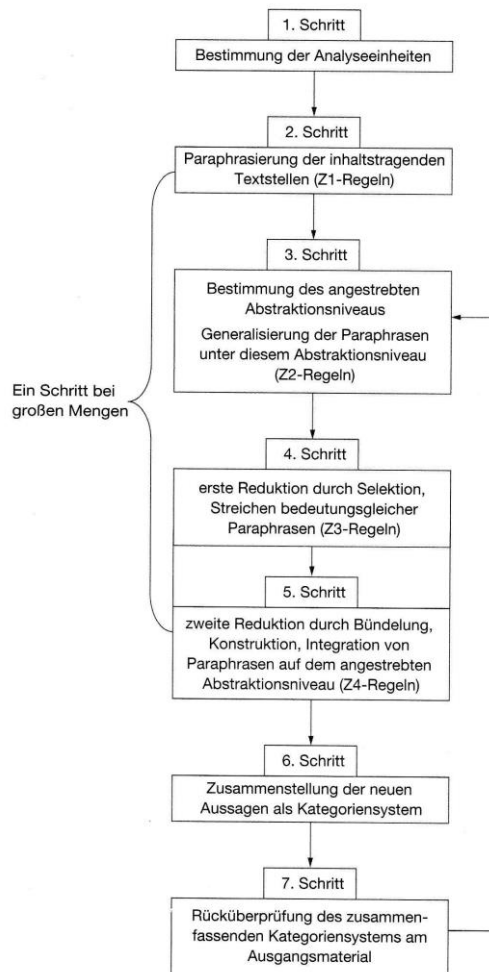 1. Schritt
Bestimmung der Analyseeinheiten
2. Schritt
Paraphrasierung der inhaltstragenden
Textstellen (Z1-Regeln)
3. Schritt
Bestimmung des angestrebten
Abstraktionsniveaus
Generalisierung der Paraphrasen
unter diesem Abstraktionsniveau
(Z2-Regeln)
Ein Schritt bei
großen Mengen
4. Schritt
erste Reduktion durch Selektion,
Streichen bedeutungsgleicher
Paraphrasen (Z3-Regeln)
5. Schritt
zweite Reduktion durch Bündelung,
Konstruktion, Integration von
Paraphrasen auf dem angestrebten
Abstraktionsniveau (Z4-Regeln)
6. Schritt
Zusammenstellung der neuen
Aussagen als Kategoriensystem
7. Schritt
Rücküberprüfung des zusammen-
fassenden Kategoriensystems am
Ausgangsmaterial